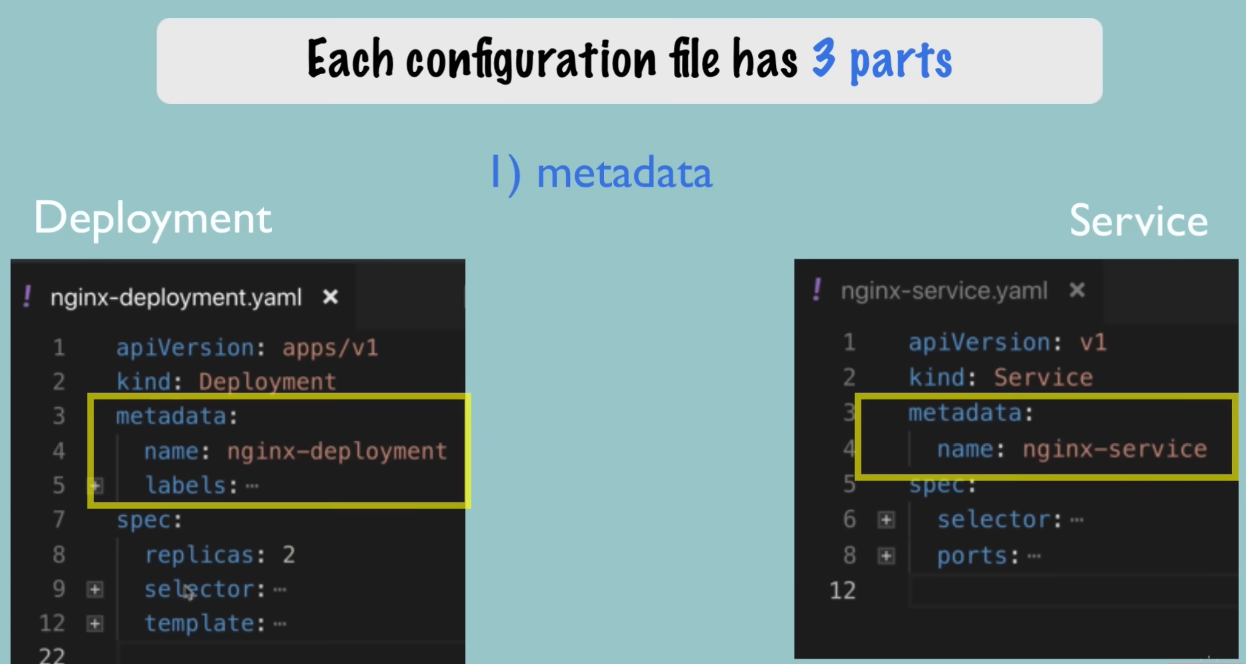 Each configuration file has 3 parts
1) metadata
Deployment
Service
! nginx-deployment.yaml ×
1 apiVersion: apps/v1
2 kind: Deployment
3 metadata:
4 name: nginx-deployment
5 labels: ⋯
7 spec:
8 replicas: 2
9 selector: ⋯
12 template: ⋯
22
! nginx-service.yaml ×
1 apiVersion: v1
2 kind: Service
3 metadata:
4 name: nginx-service
5 spec:
6 selector: ⋯
8 ports: ⋯
12